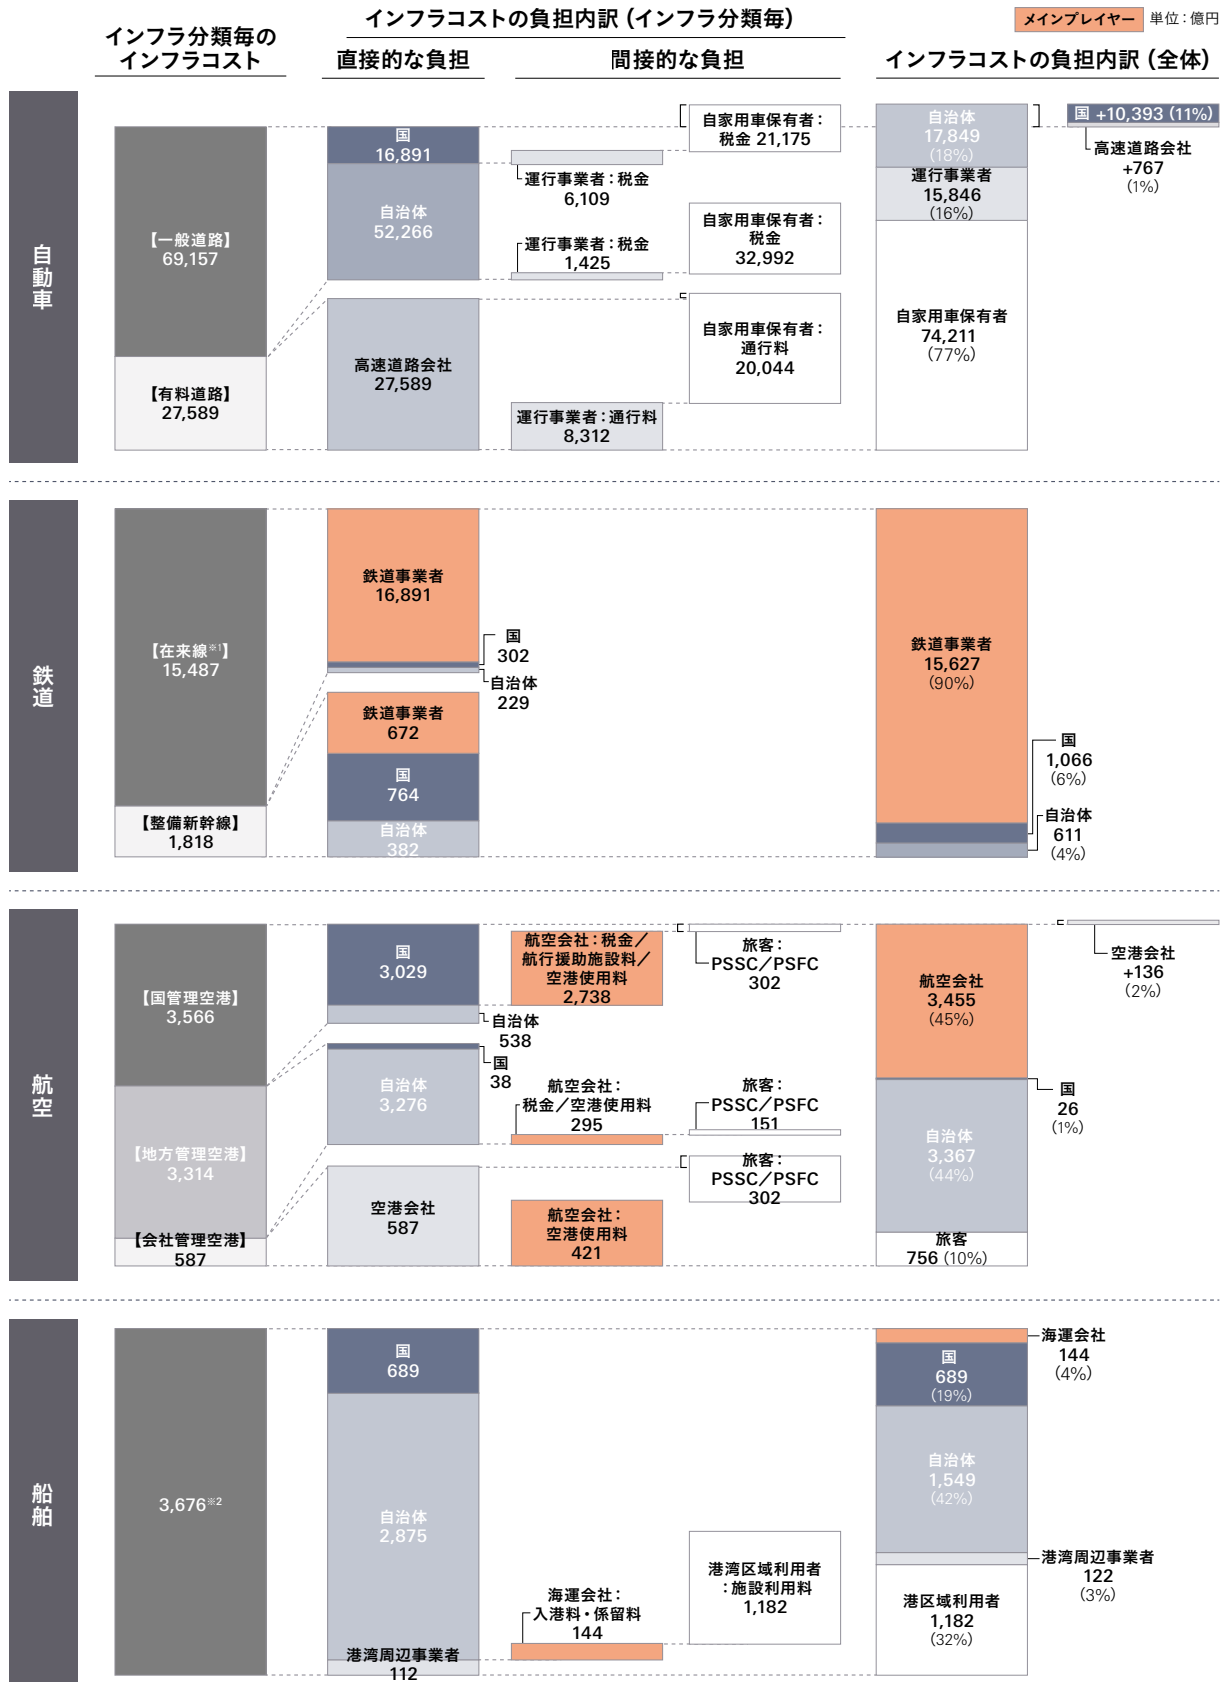 インフラコストの負担内訳（インフラ分類毎）
メインプレイヤー 単位：億円
インフラ分類毎の
インフラコスト
直接的な負担
間接的な負担
インフラコストの負担内訳（全体）
自動車
【一般道路】
69,157
【有料道路】
27,589
国
16,891
自治体
52,266
高速道路会社
27,589
運行事業者：税金
6,109
運行事業者：税金
1,425
運行事業者：通行料
8,312
自家用車保有者：
税金 21,175
自家用車保有者：
税金
32,992
自家用車保有者：
通行料
20,044
自治体
17,849
(18%)
運行事業者
15,846
(16%)
自家用車保有者
74,211
(77%)
国 +10,393 (11%)
高速道路会社
+767
(1%)
鉄道
【在来線※1】
15,487
【整備新幹線】
1,818
鉄道事業者
16,891
国
302
自治体
229
鉄道事業者
672
国
764
自治体
382
鉄道事業者
15,627
(90%)
国
1,066
(6%)
自治体
611
(4%)
航空
【国管理空港】
3,566
【地方管理空港】
3,314
【会社管理空港】
587
国
3,029
自治体
538
国
38
自治体
3,276
空港会社
587
航空会社：税金／
航行援助施設料／
空港使用料
2,738
航空会社：
税金／空港使用料
295
航空会社：
空港使用料
421
旅客：
PSSC／PSFC
302
旅客：
PSSC／PSFC
151
旅客：
PSSC／PSFC
302
航空会社
3,455
(45%)
国
26
(1%)
自治体
3,367
(44%)
旅客
756 (10%)
空港会社
+136
(2%)
船舶
3,676※2
国
689
自治体
2,875
港湾周辺事業者
112
海運会社：
入港料・係留料
144
港湾区域利用者
：施設利用料
1,182
海運会社
144
(4%)
国
689
(19%)
自治体
1,549
(42%)
港湾周辺事業者
122
(3%)
港区域利用者
1,182
(32%)